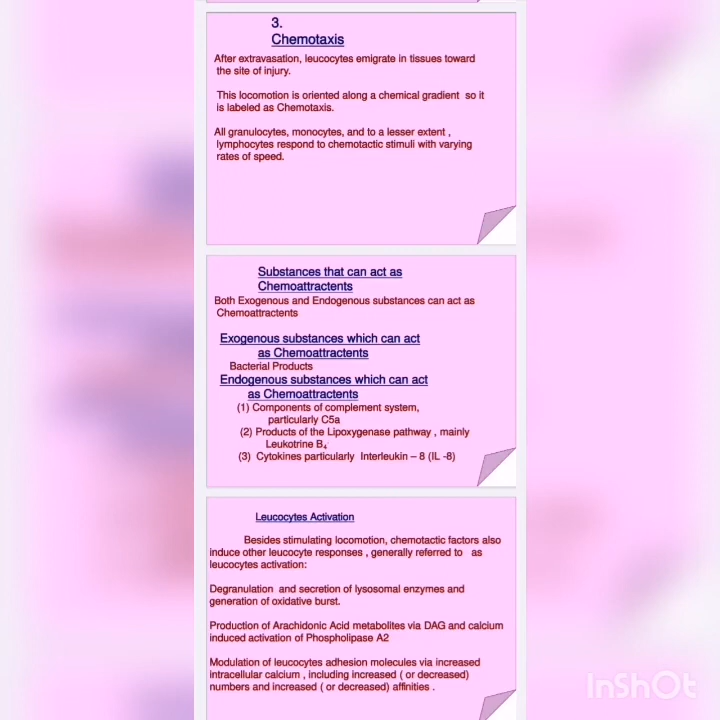 3.
Chemotaxis
After extravasation, leucocytes emigrate in tissues toward
the site of injury.
This locomotion is oriented along a chemical gradient so it
is labeled as Chemotaxis.
All granulocytes, monocytes, and to a lesser extent ,
lymphocytes respond to chemotactic stimuli with varying
rates of speed.
Substances that can act as
Chemoattractents
Both Exogenous and Endogenous substances can act as
Chemoattractents
Exogenous substances which can act
as Chemoattractents
Bacterial Products
Endogenous substances which can act
as Chemoattractents
(1) Components of complement system,
particularly C5a
(2) Products of the Lipoxygenase pathway , mainly
Leukotrine B₄
(3) Cytokines particularly Interleukin – 8 (IL -8)
Leucocytes Activation
Besides stimulating locomotion, chemotactic factors also
induce other leucocyte responses , generally referred to as
leucocytes activation:
Degranulation and secretion of lysosomal enzymes and
generation of oxidative burst.
Production of Arachidonic Acid metabolites via DAG and calcium
induced activation of Phospholipase A2
Modulation of leucocytes adhesion molecules via increased
intracellular calcium , including increased ( or decreased)
numbers and increased ( or decreased) affinities .
InShOt